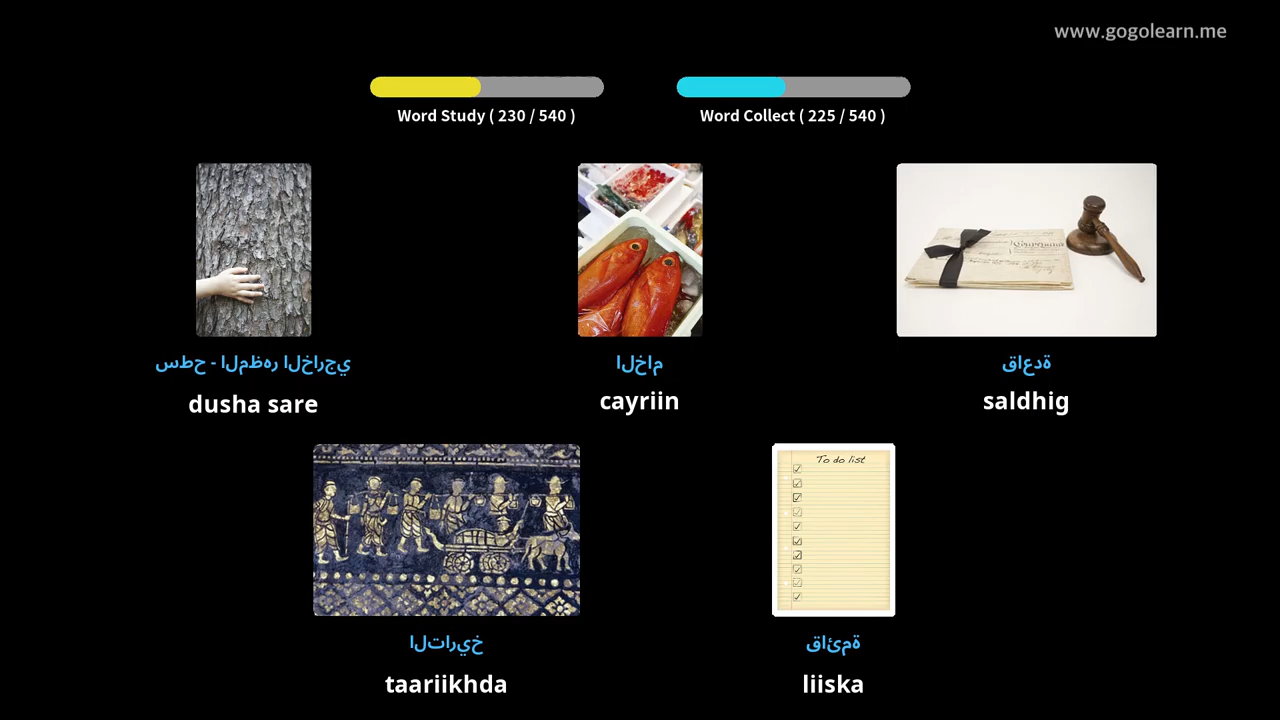 www.gogolearn.me
Word Study ( 230 / 540 )
Word Collect ( 225 / 540 )
سطح - المظهر الخارجي
dusha sare
الخام
cayriin
قاعدة
saldhig
To do list
التاريخ
taariikhda
قائمة
liiska